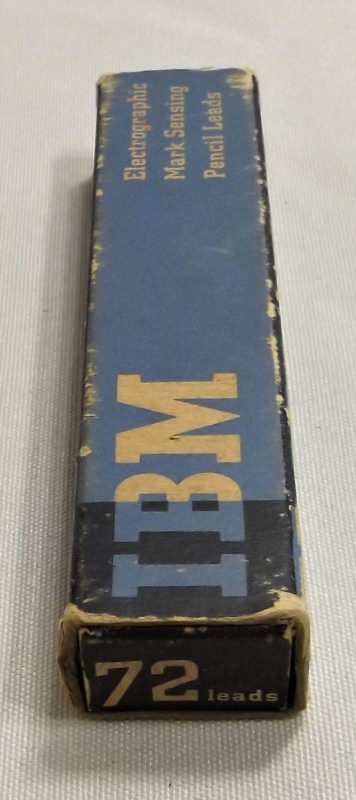 Electrographic
Mark Sensing
Pencil Leads
IBM
72 leads